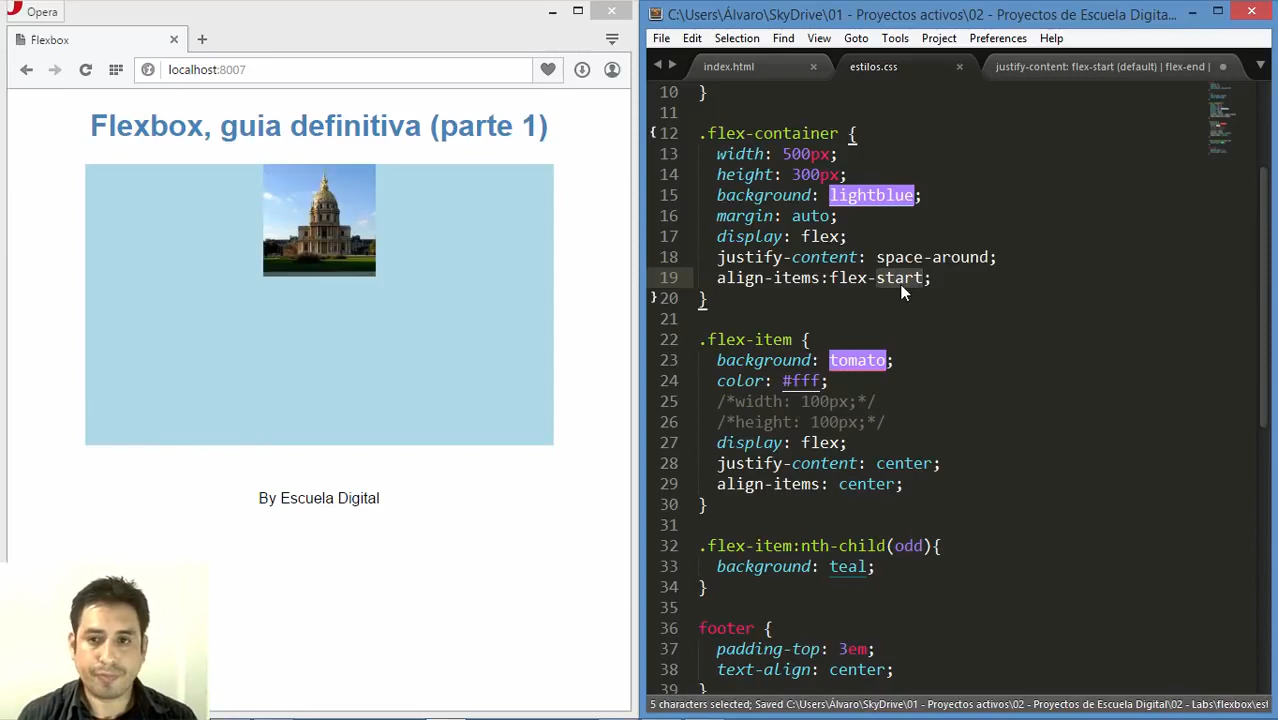 Opera
Flexbox
localhost:8007
Flexbox, guia definitiva (parte 1)
By Escuela Digital
C:\Users\Álvaro\SkyDrive\01 - Proyectos activos\02 - Proyectos de Escuela Digita...
File Edit Selection Find View Goto Tools Project Preferences Help
index.html estilos.css justify-content: flex-start (default) | flex-end |
10 }
11
12 .flex-container {
13 width: 500px;
14 height: 300px;
15 background: lightblue;
16 margin: auto;
17 display: flex;
18 justify-content: space-around;
19 align-items:flex-start;
20 }
21
22 .flex-item {
23 background: tomato;
24 color: #fff;
25 /*width: 100px;*/
26 /*height: 100px;*/
27 display: flex;
28 justify-content: center;
29 align-items: center;
30 }
31
32 .flex-item:nth-child(odd){
33 background: teal;
34 }
35
36 footer {
37 padding-top: 3em;
38 text-align: center;
39 }
5 characters selected; Saved C:\Users\Álvaro\SkyDrive\01 - Proyectos activos\02 - Proyectos de Escuela Digital\02 - Labs\flexbox\esl